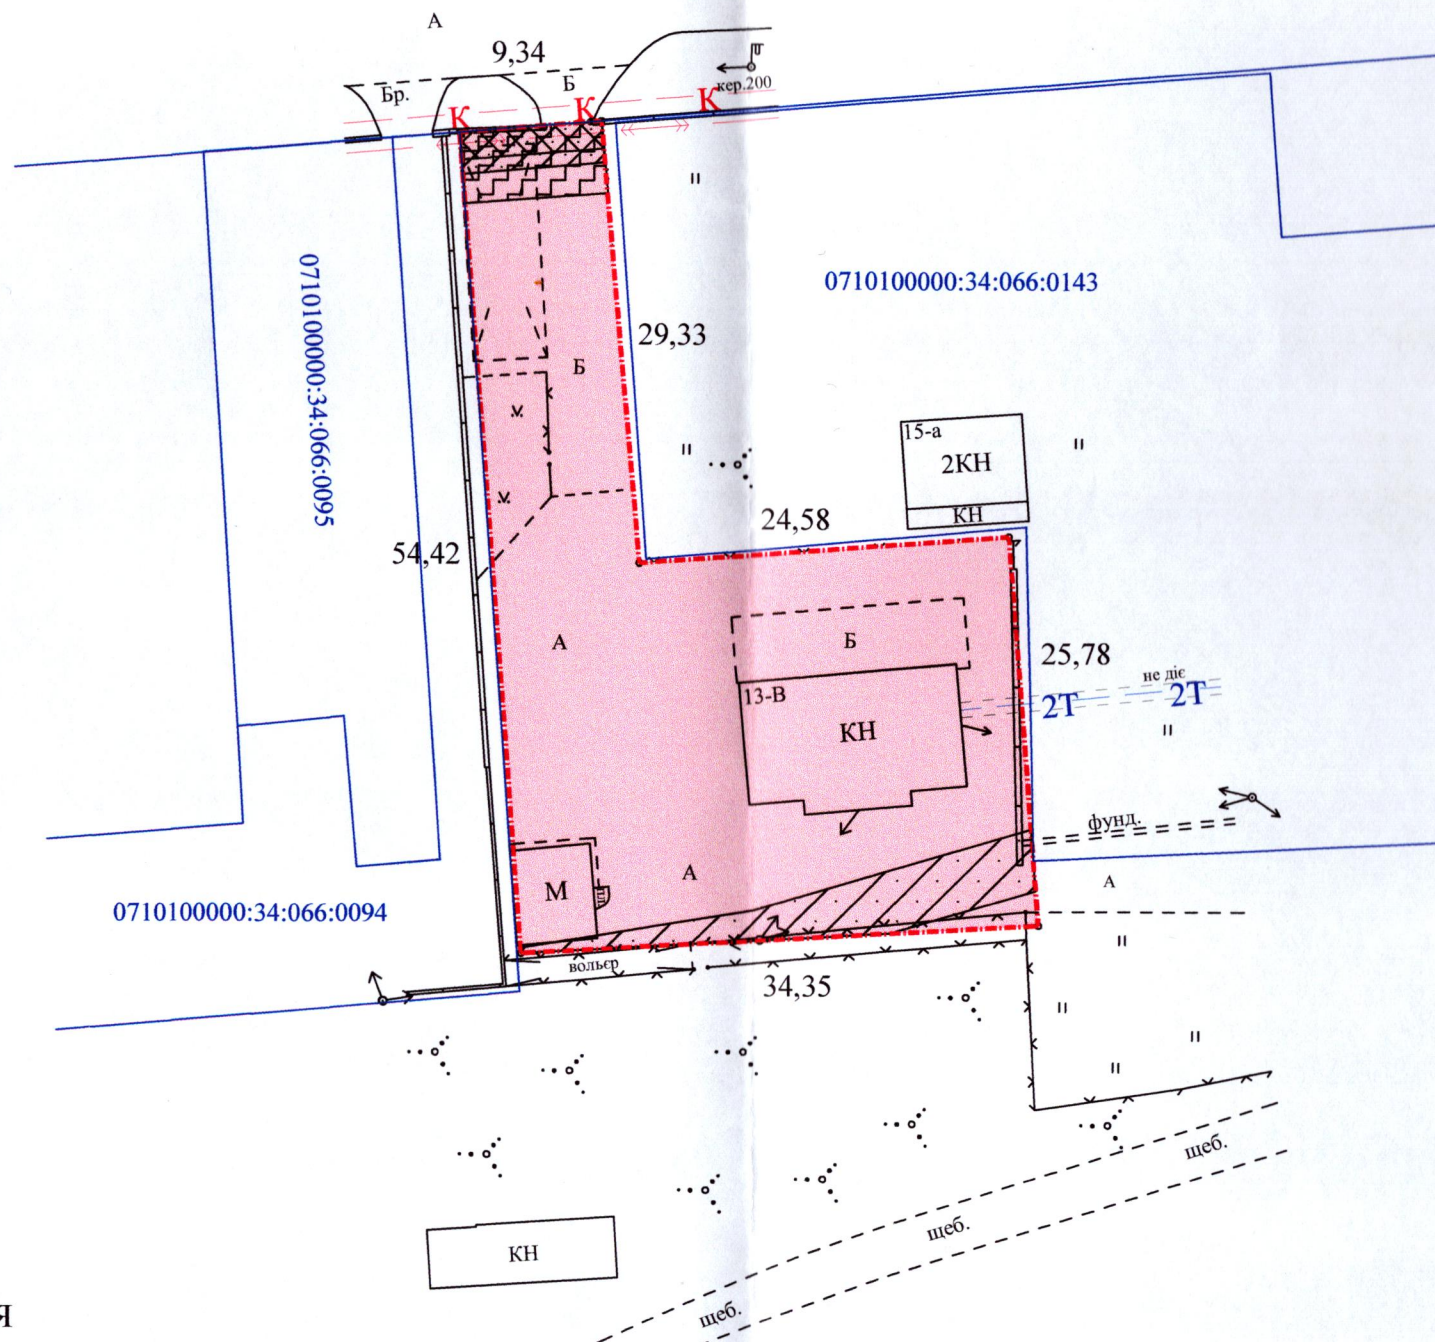 А
9,34
кер.200
Бр.
Б
К
К
К
0710100000:34:066:0143
0710100000:34:066:0095
29,33
Б
15-а
2КН
КН
24,58
54,42
А
Б
25,78
не діє
2Т
2Т
13-В
КН
фунд.
М
А
А
0710100000:34:066:0094
вольєр
34,35
щеб.
щеб.
КН
щеб.
я